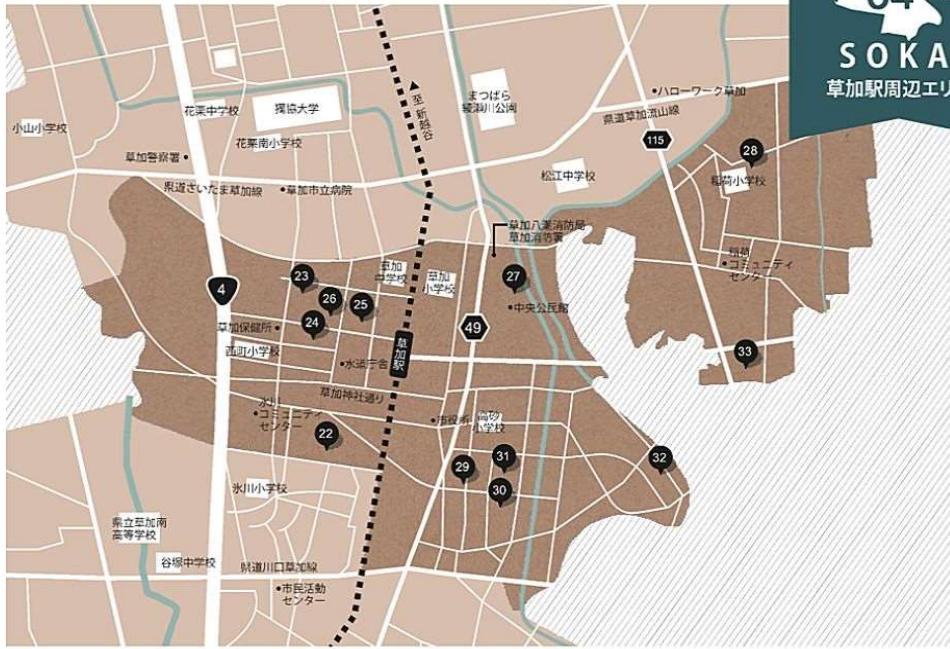 04
SOKA
草加駅周辺エリ
ハローワーク草加
まつばら
綾瀬川公園
花栗中学校
獨協大学
▲至 新越谷
小山小学校
県道草加流山線
115
花栗南小学校
28
草加警察署
松江中学校
稲荷小学校
県道さいたま草加線
草加市立病院
草加八潮消防局
草加消防署
稲荷
コミュニティ
センター
草加
中学校
草加
小学校
23
27
4
26
25
中央公民館
24
草加保健所
49
草加駅
西町小学校
33
水道庁舎
草加神社通り
氷川
コミュニティ
センター
市役所
高砂
小学校
22
31
32
29
30
氷川小学校
県立草加南
高等学校
谷塚中学校
県道川口草加線
市民活動
センター